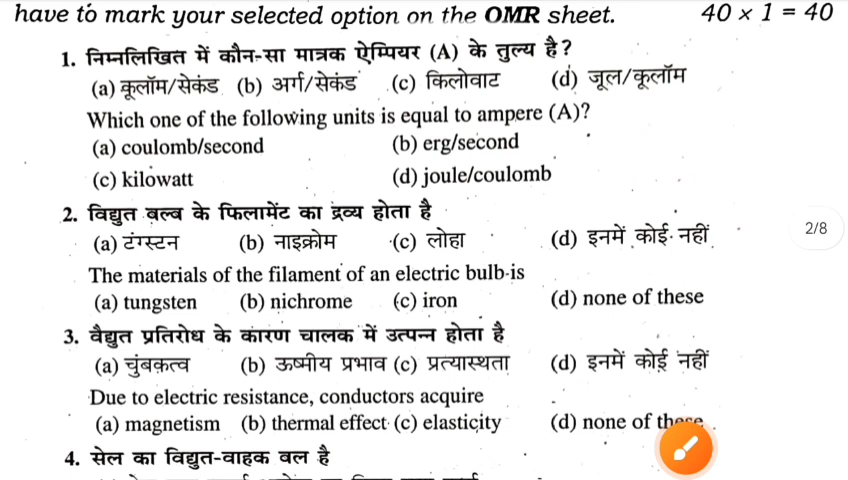 have to mark your selected option on the OMR sheet. 40 × 1 = 40
1. निम्नलिखित में कौन-सा मात्रक ऐम्पियर (A) के तुल्य है?
(a) कूलॉम/सेकंड (b) अर्ग/सेकंड (c) किलोवाट (d) जूल/कूलॉम
Which one of the following units is equal to ampere (A)?
(a) coulomb/second (b) erg/second
(c) kilowatt (d) joule/coulomb
2. विद्युत बल्ब के फिलामेंट का द्रव्य होता है
(a) टंग्स्टन (b) नाइक्रोम (c) लोहा (d) इनमें कोई नहीं
2/8
The materials of the filament of an electric bulb is
(a) tungsten (b) nichrome (c) iron (d) none of these
3. वैद्युत प्रतिरोध के कारण चालक में उत्पन्न होता है
(a) चुंबकत्व (b) ऊष्मीय प्रभाव (c) प्रत्यास्थता (d) इनमें कोई नहीं
Due to electric resistance, conductors acquire
(a) magnetism (b) thermal effect (c) elasticity (d) none of these
4. सेल का विद्युत-वाहक बल है